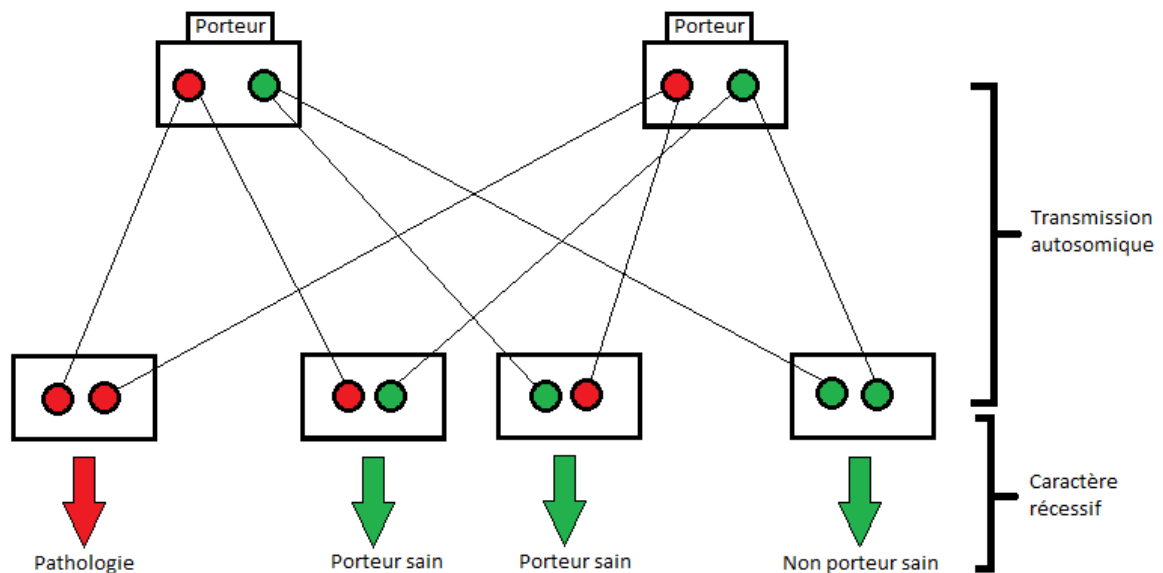 Porteur
Porteur
Transmission
autosomique
Caractère
récessif
Pathologie
Porteur sain
Porteur sain
Non porteur sain